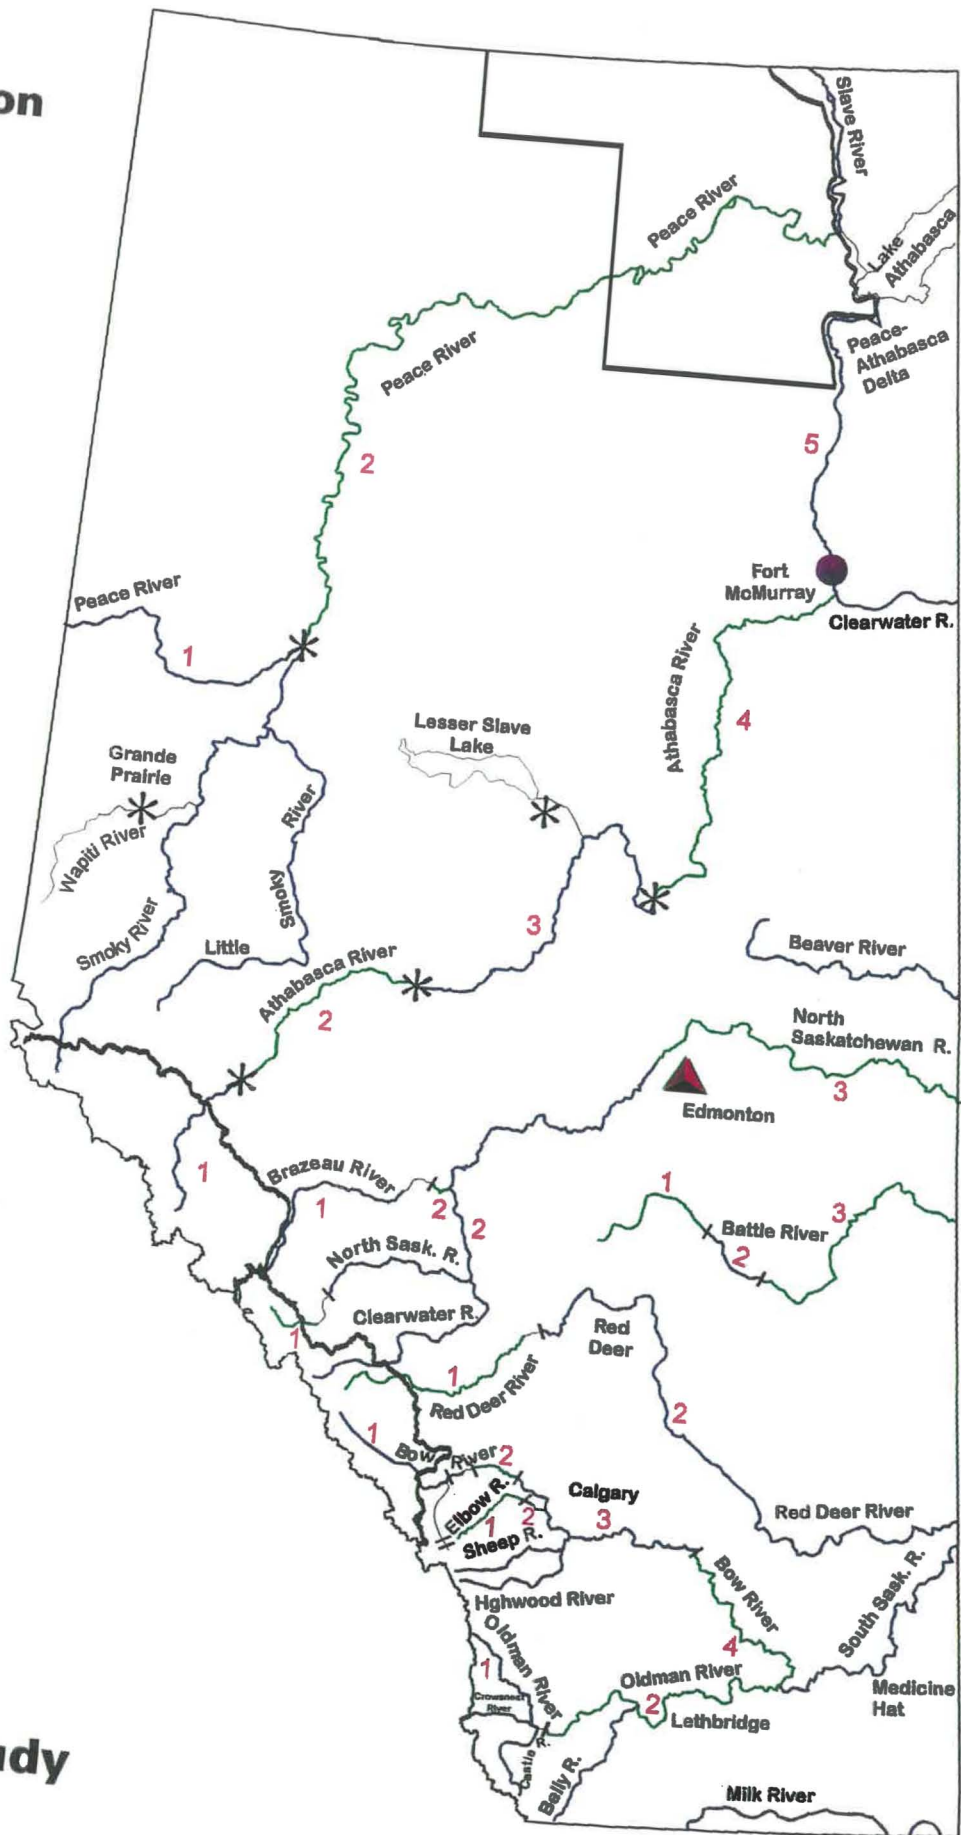 on
Slave River
Peace River
Lake
Athabasca
Peace River
Peace-
Athabasca
Delta
5
2
Fort
McMurray
Peace River
Clearwater R.
1
Athabasca River
4
Lesser Slave
Lake
Grande
Prairie
River
Wapiti River
Smoky
3
Smoky River
Little
Beaver River
Athabasca River
2
North
Saskatchewan R.
3
Edmonton
1
Brazeau River
1
2
2
1
Battle River
3
2
North Sask. R.
Clearwater R.
1
Red
Deer
1
Red Deer River
2
1
Bow River
2
Elbow R.
Calgary
1
2
3
Red Deer River
Sheep R.
Bow River
South Sask. R.
Hghwood River
Oldman River
4
1
Oldman River
Crowsnest
River
2
Medicine
Hat
Lethbridge
Castle R.
Belly R.
udy
Milk River